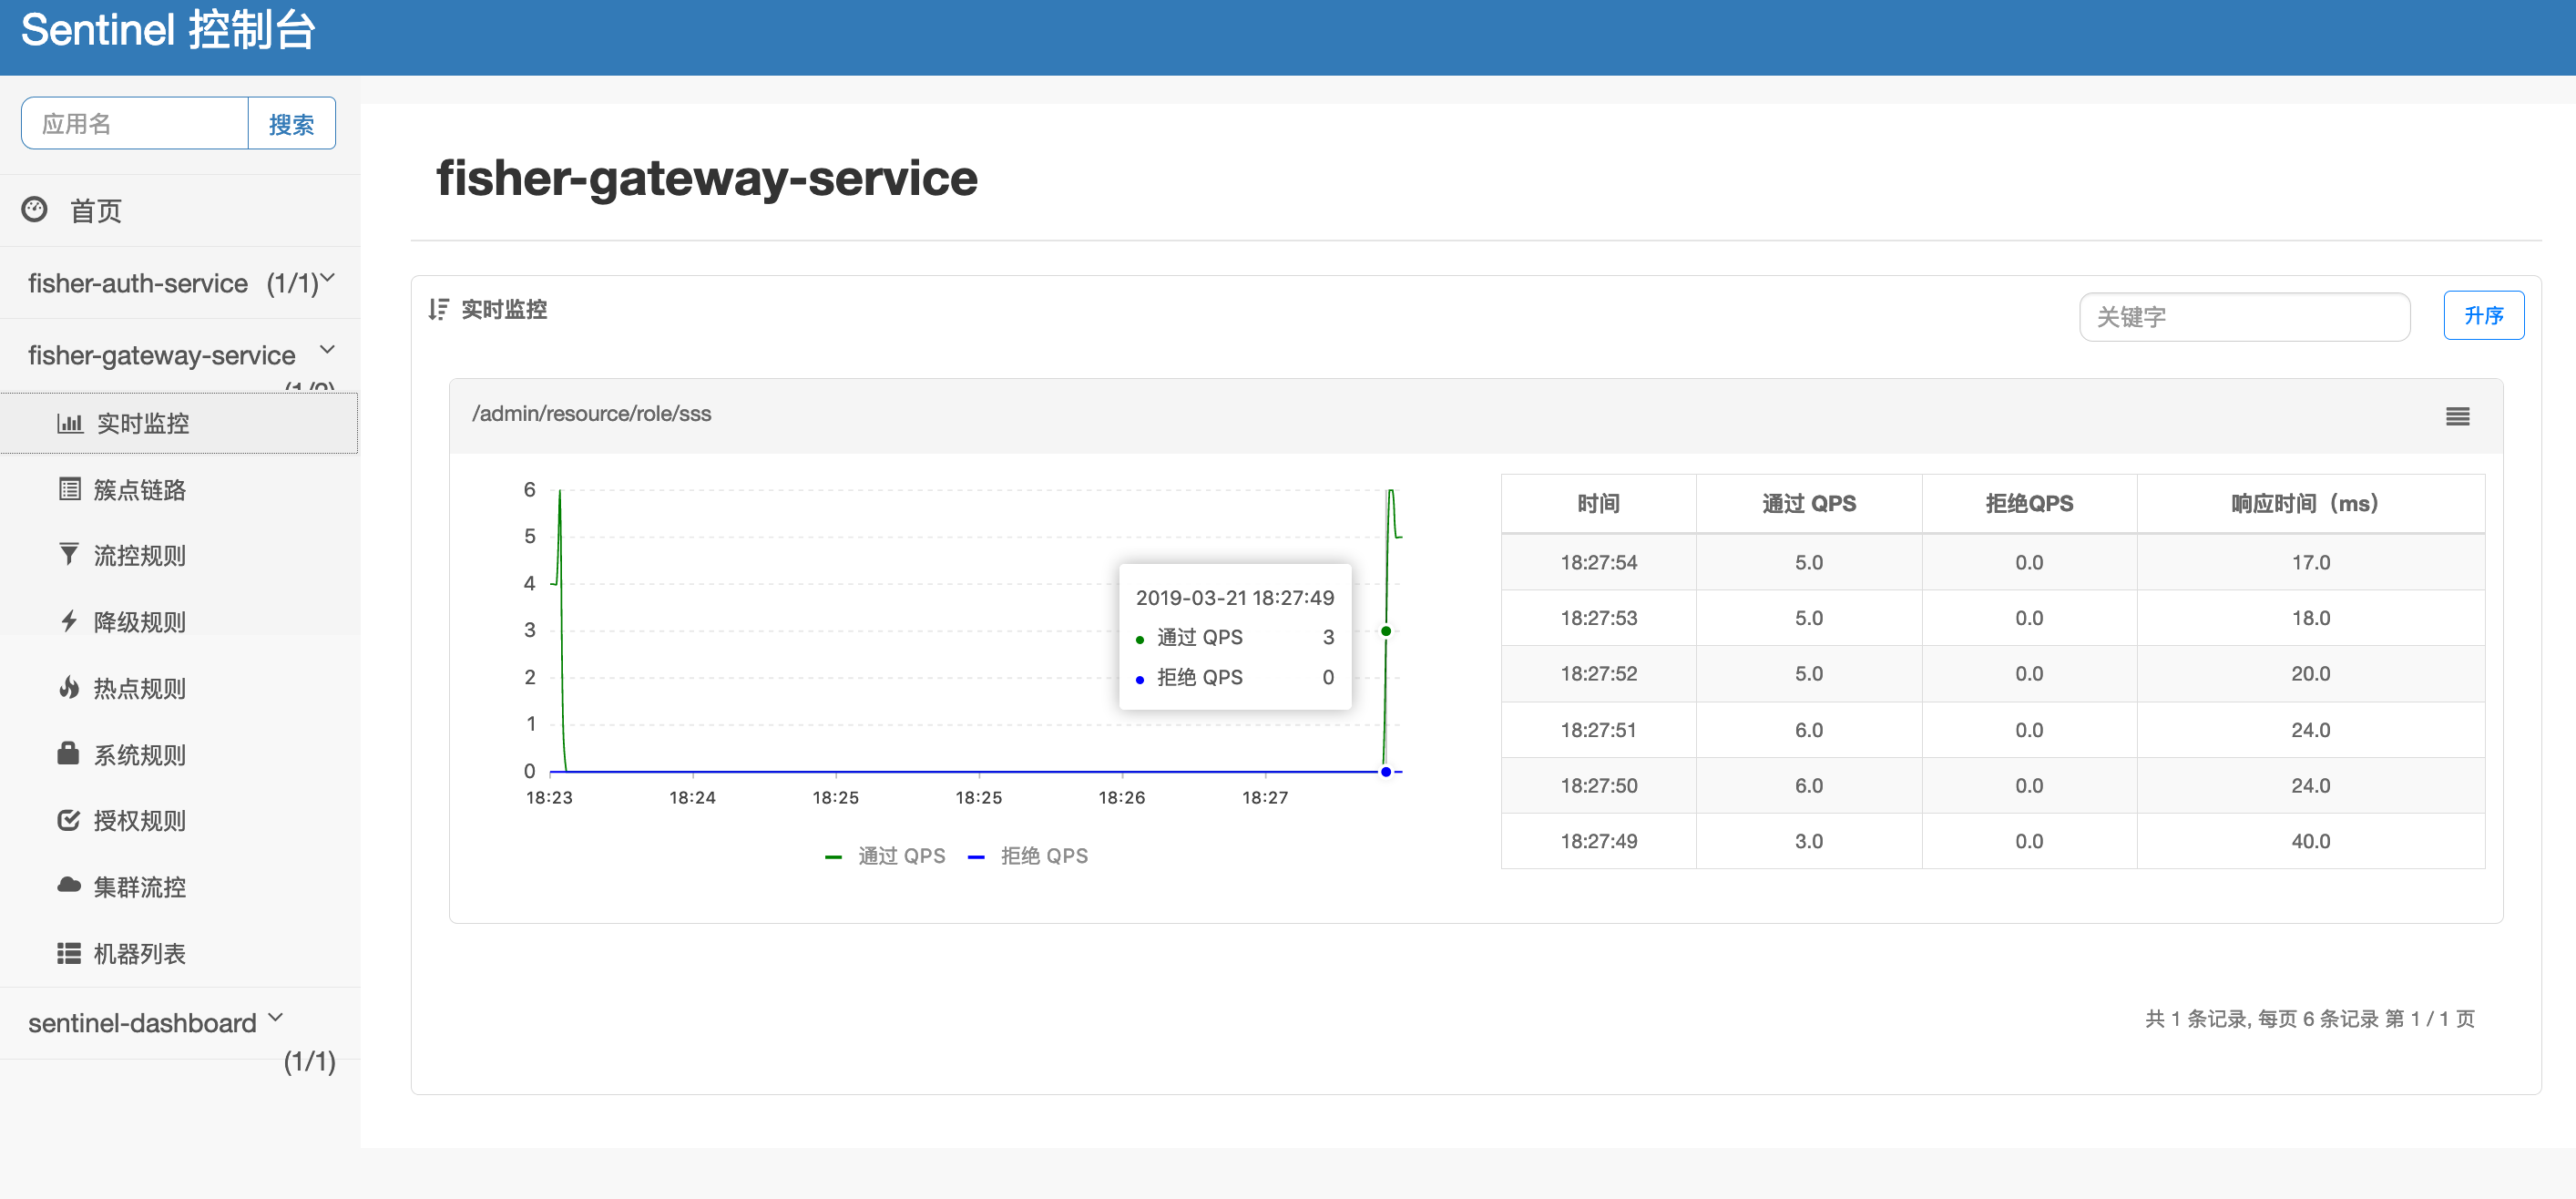 Sentinel 控制台
应用名
搜索
首页
fisher-auth-service (1/1)
fisher-gateway-service
实时监控
簇点链路
流控规则
降级规则
热点规则
系统规则
授权规则
集群流控
机器列表
sentinel-dashboard
(1/1)
fisher-gateway-service
实时监控
关键字
升序
/admin/resource/role/sss
6
5
4
3
2
1
0
18:23 18:24 18:25 18:25 18:26 18:27
2019-03-21 18:27:49
通过 QPS 3
拒绝 QPS 0
通过 QPS 拒绝 QPS
时间 通过 QPS 拒绝QPS 响应时间（ms）
18:27:54 5.0 0.0 17.0
18:27:53 5.0 0.0 18.0
18:27:52 5.0 0.0 20.0
18:27:51 6.0 0.0 24.0
18:27:50 6.0 0.0 24.0
18:27:49 3.0 0.0 40.0
共 1 条记录, 每页 6 条记录 第 1 / 1 页